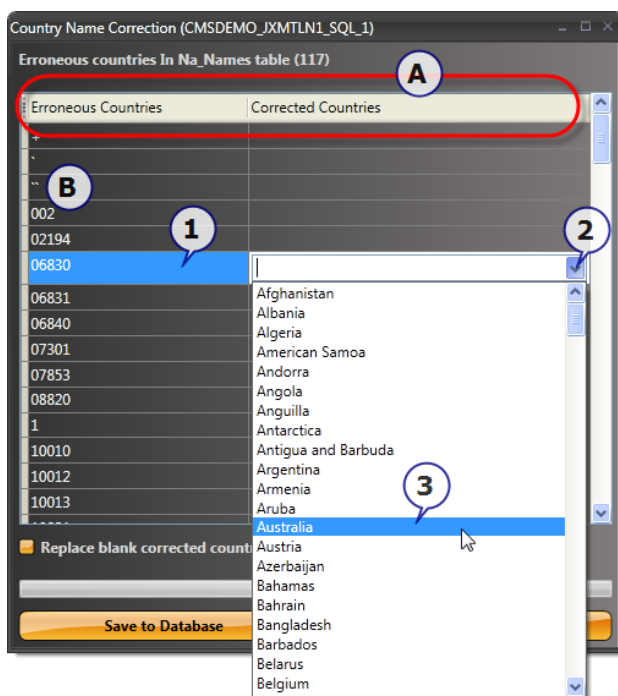 Country Name Correction (CMSDEMO_JXMTLN1_SQL_1)
Erroneous countries In Na_Names table (117)
A
Erroneous Countries Corrected Countries
+
`
``
B
002
1
2
02194
06830
06831
06840
07301
07853
08820
1
10010
10012
10013
Afghanistan
Albania
Algeria
American Samoa
Andorra
Angola
Anguilla
Antarctica
Antigua and Barbuda
Argentina
Armenia
3
Aruba
Australia
Austria
Azerbaijan
Bahamas
Bahrain
Bangladesh
Barbados
Belarus
Belgium
Replace blank corrected
Save to Database